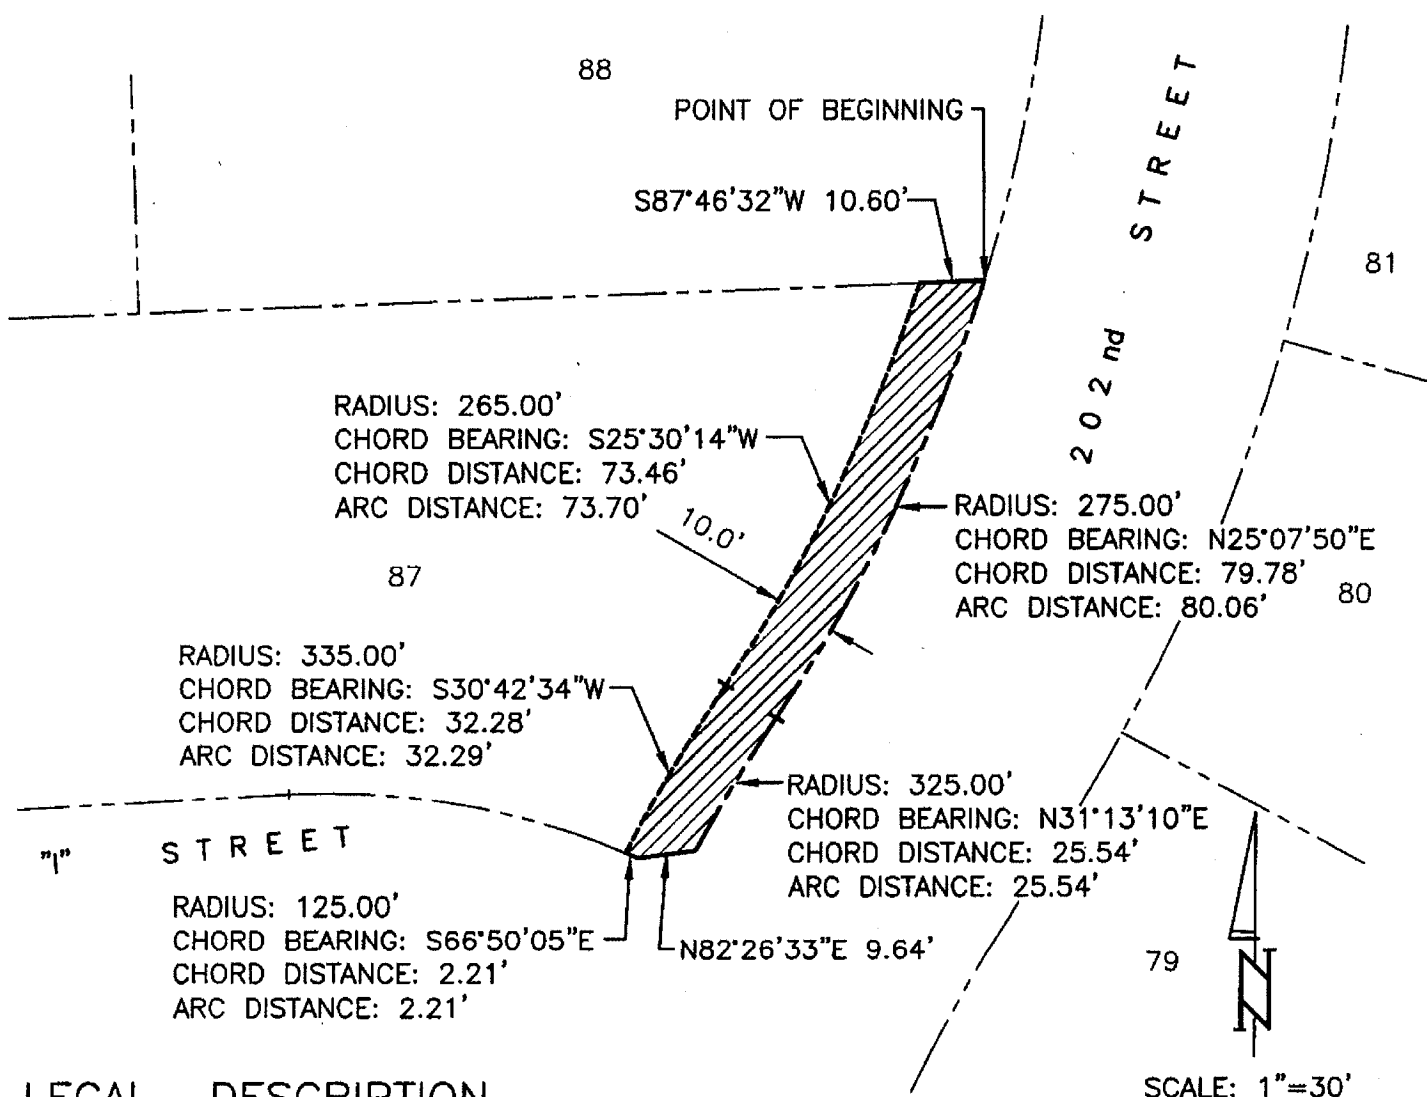 88
POINT OF BEGINNING
S87°46'32"W 10.60'
202nd STREET
81
RADIUS: 265.00'
CHORD BEARING: S25°30'14"W
CHORD DISTANCE: 73.46'
ARC DISTANCE: 73.70'
10.0'
RADIUS: 275.00'
CHORD BEARING: N25°07'50"E
CHORD DISTANCE: 79.78'
ARC DISTANCE: 80.06'
87
80
RADIUS: 335.00'
CHORD BEARING: S30°42'34"W
CHORD DISTANCE: 32.28'
ARC DISTANCE: 32.29'
RADIUS: 325.00'
CHORD BEARING: N31°13'10"E
CHORD DISTANCE: 25.54'
ARC DISTANCE: 25.54'
"I" STREET
RADIUS: 125.00'
CHORD BEARING: S66°50'05"E
CHORD DISTANCE: 2.21'
ARC DISTANCE: 2.21'
N82°26'33"E 9.64'
79
N
LEGAL DESCRIPTION
SCALE: 1"=30'